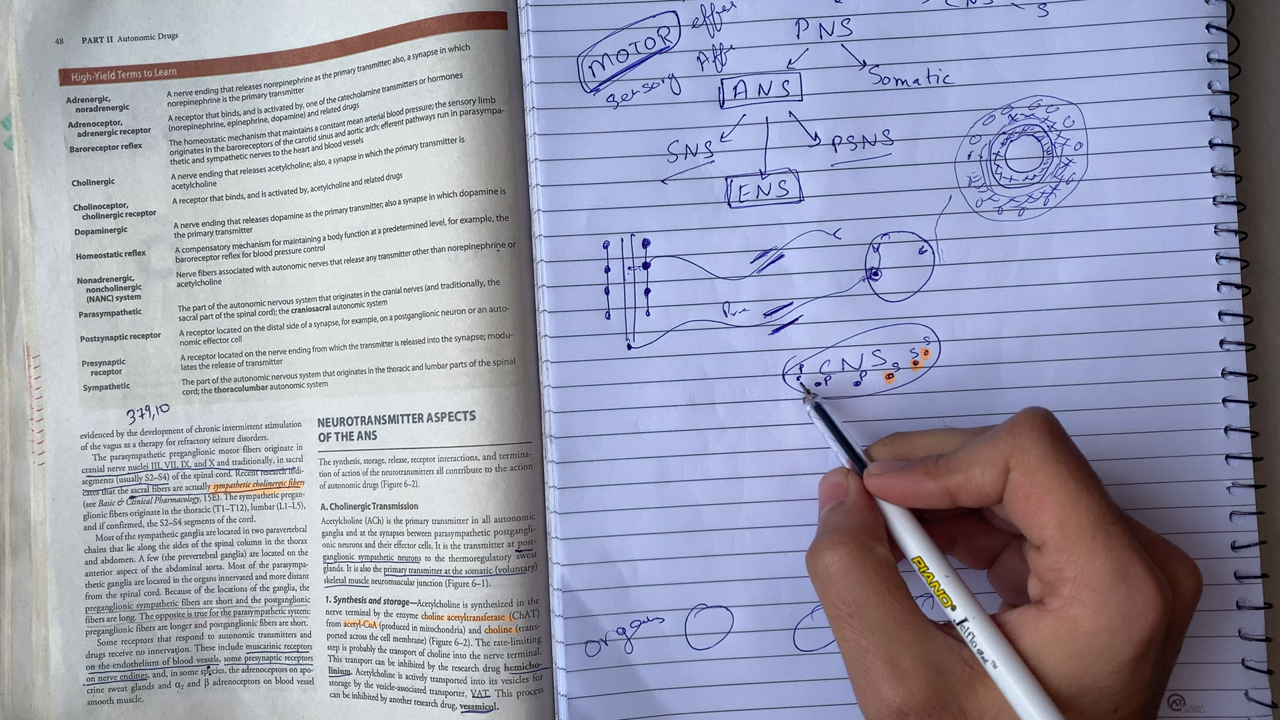 48 PART II Autonomic Drugs
High-Yield Terms to Learn
Adrenergic, noradrenergic
A nerve ending that releases norepinephrine as the primary transmitter; also, a synapse in which
norepinephrine is the primary transmitter
Adrenoceptor, adrenergic receptor
A receptor that binds, and is activated by, one of the catecholamine transmitters or hormones
(norepinephrine, epinephrine, dopamine) and related drugs
Baroreceptor reflex
The homeostatic mechanism that maintains a constant mean arterial blood pressure; the sensory limb
originates in the baroreceptors of the carotid sinus and aortic arch; efferent pathways run in parasympa-
thetic and sympathetic nerves to the heart and blood vessels
Cholinergic
A nerve ending that releases acetylcholine; also, a synapse in which the primary transmitter is
acetylcholine
Cholinoceptor, cholinergic receptor
A receptor that binds, and is activated by, acetylcholine and related drugs
Dopaminergic
A nerve ending that releases dopamine as the primary transmitter; also a synapse in which dopamine is
the primary transmitter
Homeostatic reflex
A compensatory mechanism for maintaining a body function at a predetermined level, for example, the
baroreceptor reflex for blood pressure control
Nonadrenergic, noncholinergic (NANC) system
Nerve fibers associated with autonomic nerves that release any transmitter other than norepinephrine or
acetylcholine
Parasympathetic
The part of the autonomic nervous system that originates in the cranial nerves (and traditionally, the
sacral part of the spinal cord); the craniosacral autonomic system
Postsynaptic receptor
A receptor located on the distal side of a synapse, for example, on a postganglionic neuron or an auto-
nomic effector cell
Presynaptic receptor
A receptor located on the nerve ending from which the transmitter is released into the synapse; modu-
lates the release of transmitter
Sympathetic
The part of the autonomic nervous system that originates in the thoracic and lumbar parts of the spinal
cord; the thoracolumbar autonomic system
379,10
evidenced by the development of chronic intermittent stimulation
of the vagus as a therapy for refractory seizure disorders.
The parasympathetic preganglionic motor fibers originate in
cranial nerve nuclei III, VII, IX, and X and traditionally, in sacral
segments (usually S2–S4) of the spinal cord. Recent research indi-
cates that the sacral fibers are actually sympathetic cholinergic fibers
(see Basic & Clinical Pharmacology, 15E). The sympathetic pregan-
glionic fibers originate in the thoracic (T1–T12), lumbar (L1–L5),
and if confirmed, the S2–S4 segments of the cord.
Most of the sympathetic ganglia are located in two paravertebral
chains that lie along the sides of the spinal column in the thorax
and abdomen. A few (the prevertebral ganglia) are located on the
anterior aspect of the abdominal aorta. Most of the parasympa-
thetic ganglia are located in the organs innervated and more distant
from the spinal cord. Because of the locations of the ganglia, the
preganglionic sympathetic fibers are short and the postganglionic
fibers are long. The opposite is true for the parasympathetic system:
preganglionic fibers are longer and postganglionic fibers are short.
Some receptors that respond to autonomic transmitters and
drugs receive no innervation. These include muscarinic receptors
on the endothelium of blood vessels, some presynaptic receptors
on nerve endings, and, in some species, the adrenoceptors on apo-
crine sweat glands and α2 and β adrenoceptors on blood vessel
smooth muscle.
NEUROTRANSMITTER ASPECTS
OF THE ANS
The synthesis, storage, release, receptor interactions, and termina-
tion of action of the neurotransmitters all contribute to the action
of autonomic drugs (Figure 6–2).
A. Cholinergic Transmission
Acetylcholine (ACh) is the primary transmitter in all autonomic
ganglia and at the synapses between parasympathetic postgangli-
onic neurons and their effector cells. It is the transmitter at post-
ganglionic sympathetic neurons to the thermoregulatory sweat
glands. It is also the primary transmitter at the somatic (voluntary)
skeletal muscle neuromuscular junction (Figure 6–1).
1. Synthesis and storage—Acetylcholine is synthesized in the
nerve terminal by the enzyme choline acetyltransferase (ChAT)
from acetyl-CoA (produced in mitochondria) and choline (trans-
ported across the cell membrane) (Figure 6–2). The rate-limiting
step is probably the transport of choline into the nerve terminal.
This transport can be inhibited by the research drug hemicho-
linium. Acetylcholine is actively transported into its vesicles for
storage by the vesicle-associated transporter, VAT. This process
can be inhibited by another research drug, vesamicol.
MOTOR effer
Sensory Aff
PNS
S
ANS Somatic
SNS PSNS
ENS
Pre
CNS
P P P S S S
organs
PIANO Jelfluid